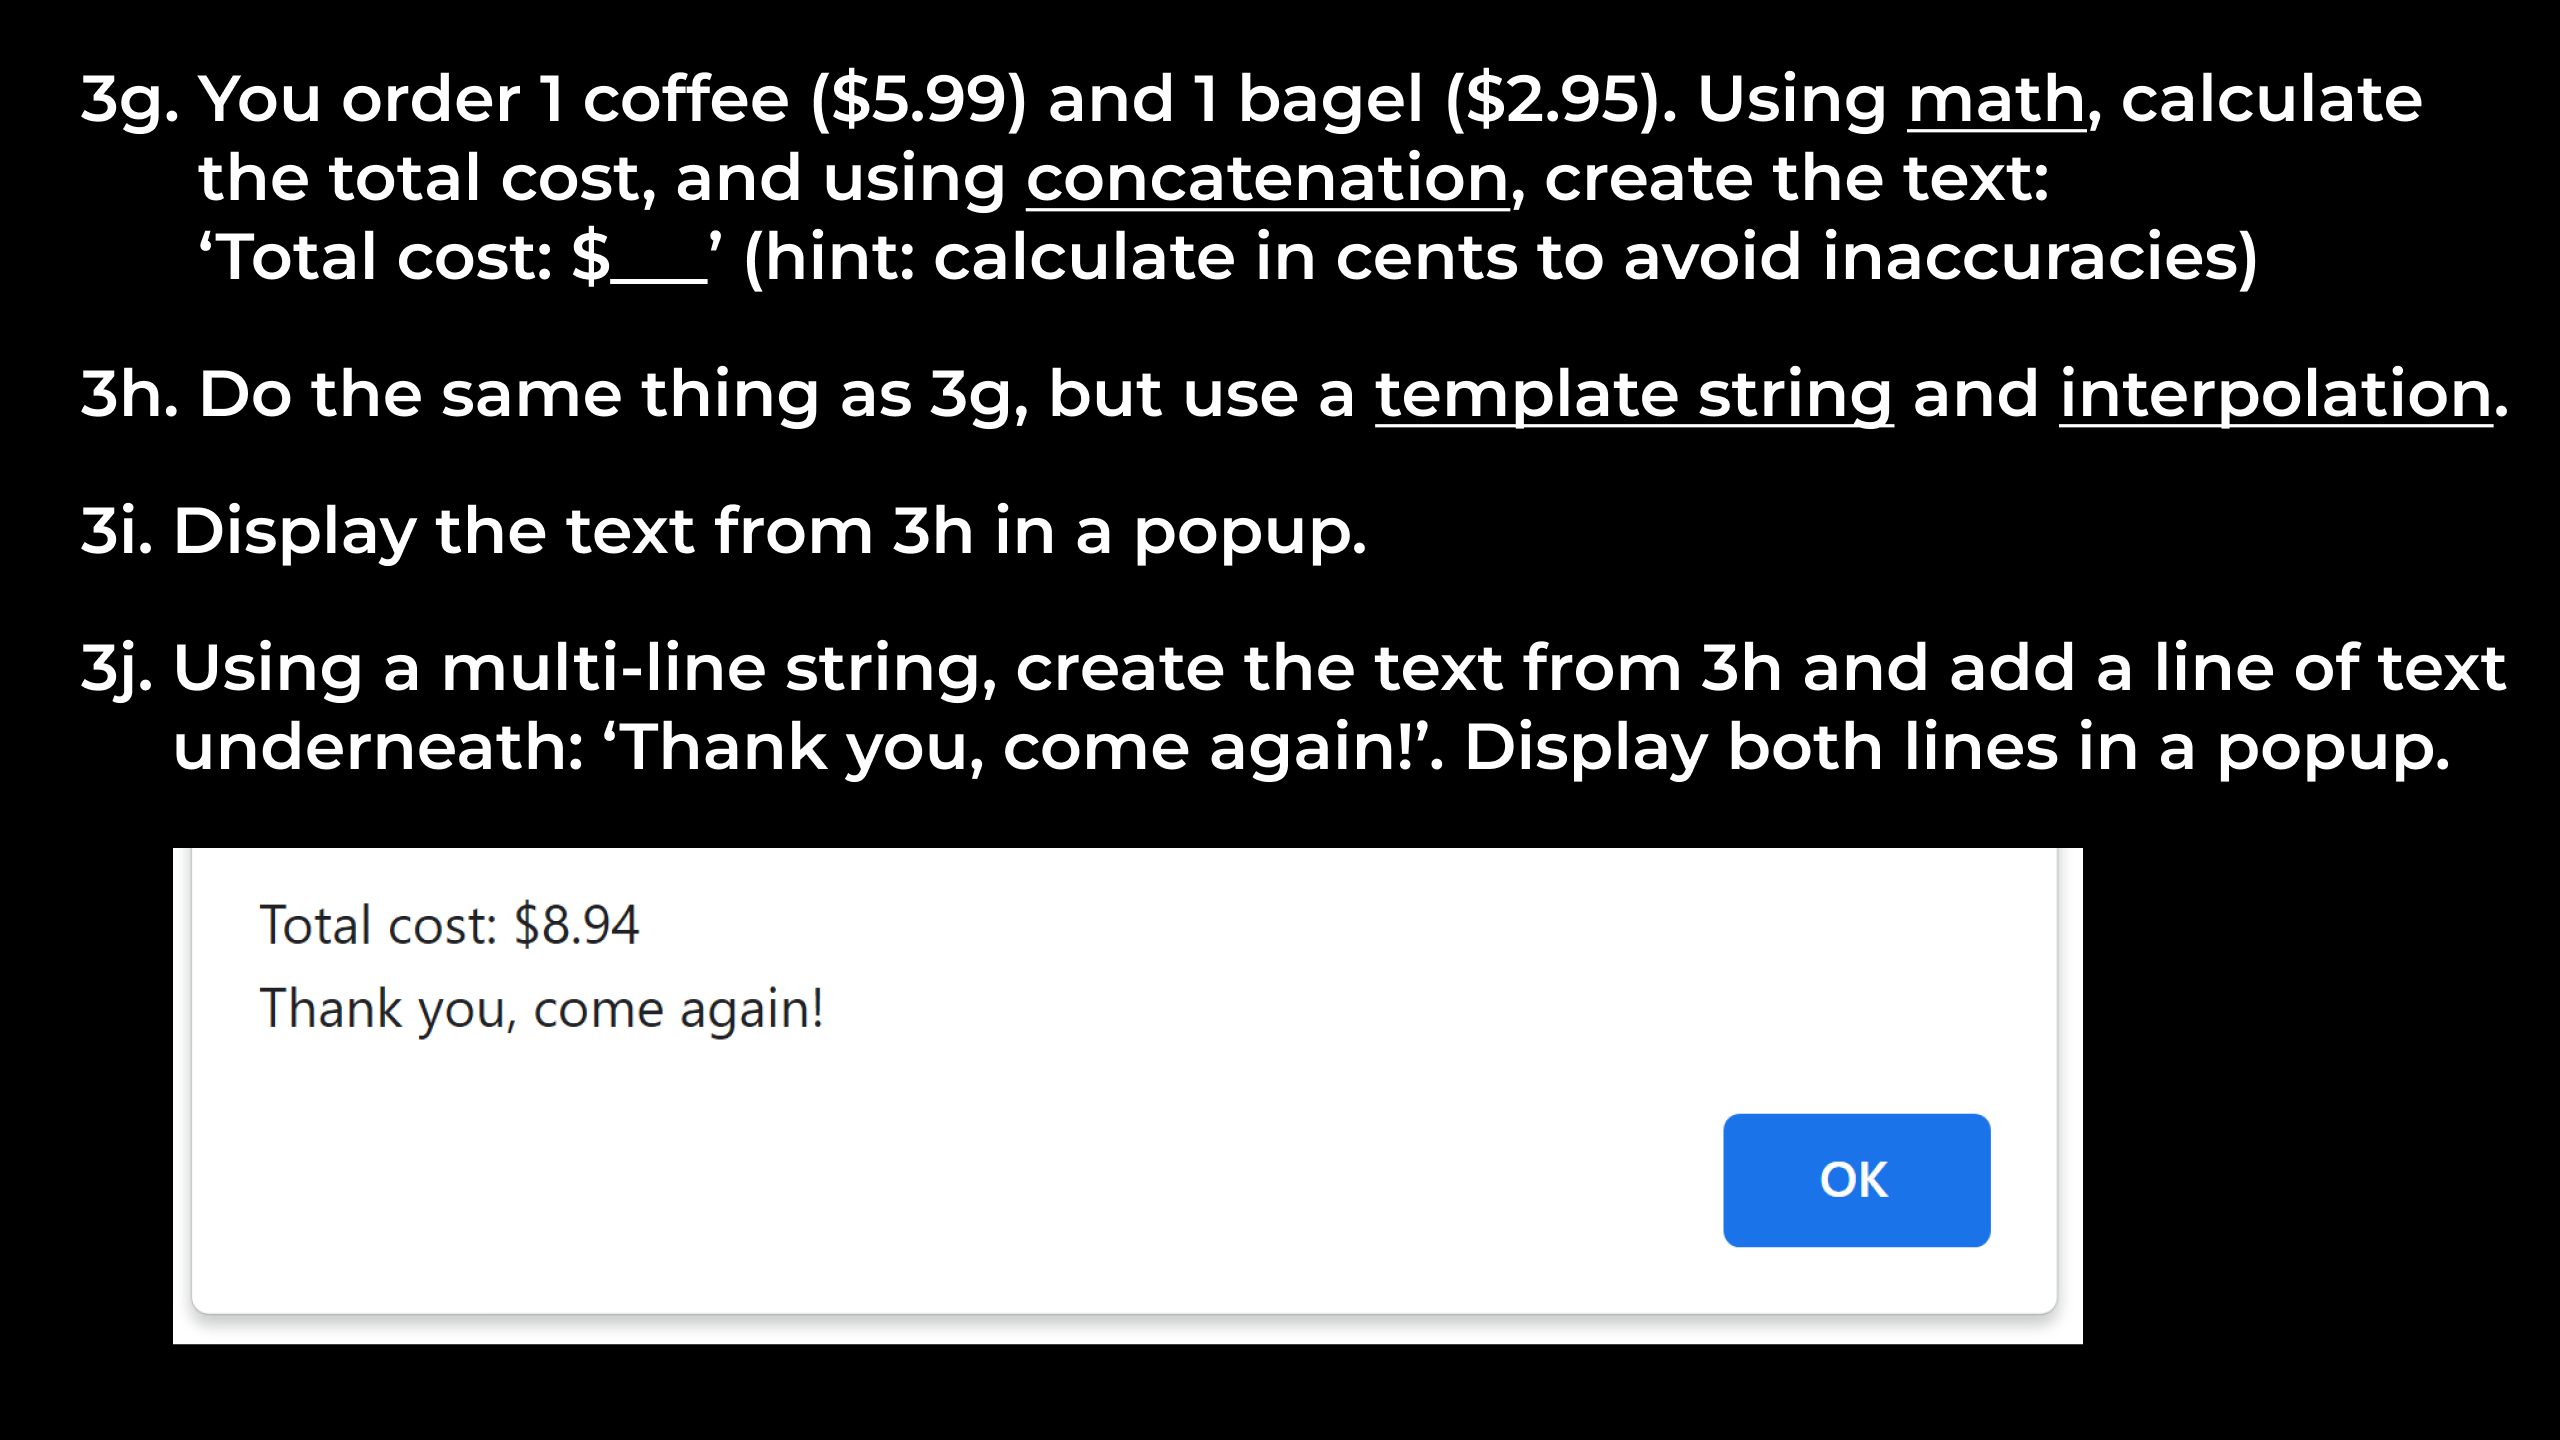 3g. You order 1 coffee ($5.99) and 1 bagel ($2.95). Using math, calculate
the total cost, and using concatenation, create the text:
‘Total cost: $___’ (hint: calculate in cents to avoid inaccuracies)
3h. Do the same thing as 3g, but use a template string and interpolation.
3i. Display the text from 3h in a popup.
3j. Using a multi-line string, create the text from 3h and add a line of text
underneath: ‘Thank you, come again!’. Display both lines in a popup.
Total cost: $8.94
Thank you, come again!
OK